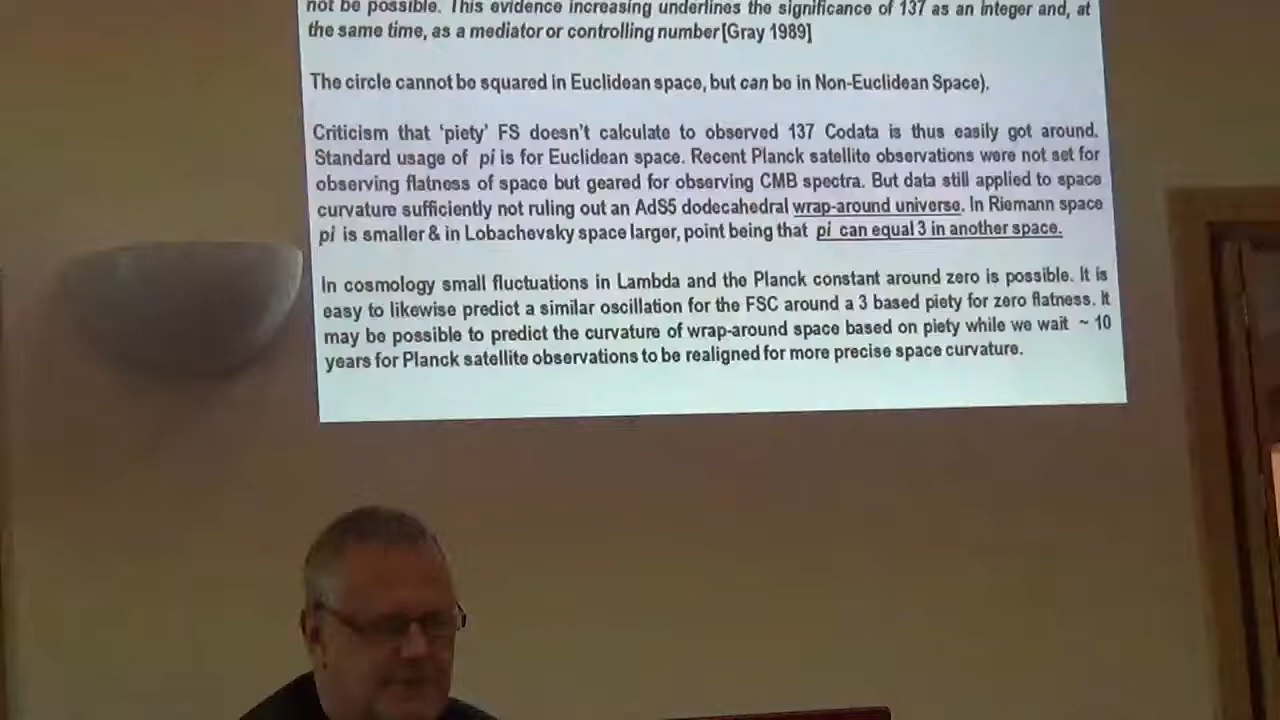 not be possible. This evidence increasing underlines the significance of 137 as an integer and, at
the same time, as a mediator or controlling number [Gray 1989]
The circle cannot be squared in Euclidean space, but can be in Non-Euclidean Space).
Criticism that ‘piety’ FS doesn’t calculate to observed 137 Codata is thus easily got around.
Standard usage of pi is for Euclidean space. Recent Planck satellite observations were not set for
observing flatness of space but geared for observing CMB spectra. But data still applied to space
curvature sufficiently not ruling out an AdS5 dodecahedral wrap-around universe. In Riemann space
pi is smaller & in Lobachevsky space larger, point being that pi can equal 3 in another space.
In cosmology small fluctuations in Lambda and the Planck constant around zero is possible. It is
easy to likewise predict a similar oscillation for the FSC around a 3 based piety for zero flatness. It
may be possible to predict the curvature of wrap-around space based on piety while we wait ~ 10
years for Planck satellite observations to be realigned for more precise space curvature.